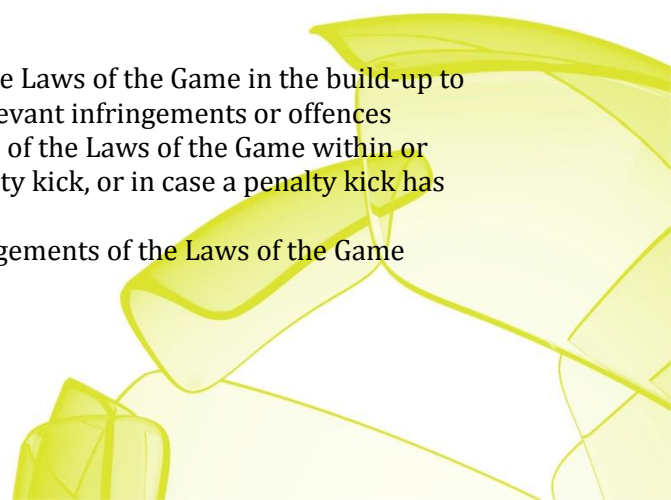 e Laws of the Game in the build-up to
evant infringements or offences
of the Laws of the Game within or
ty kick, or in case a penalty kick has
gements of the Laws of the Game